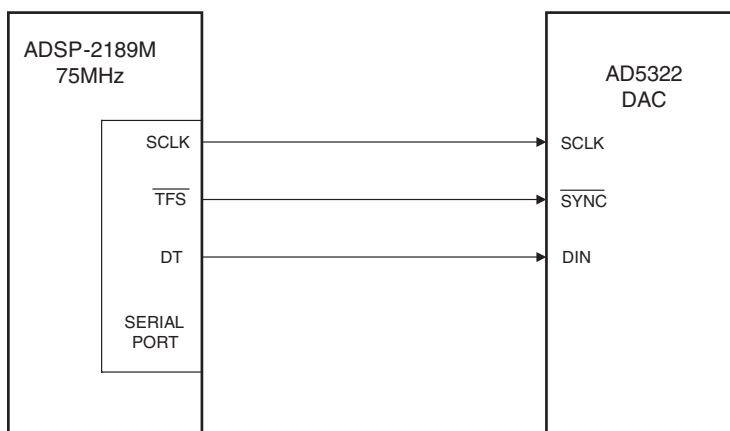 ADSP-2189M
75MHz
AD5322
DAC
SCLK
SCLK
TFS
SYNC
DT
DIN
SERIAL
PORT